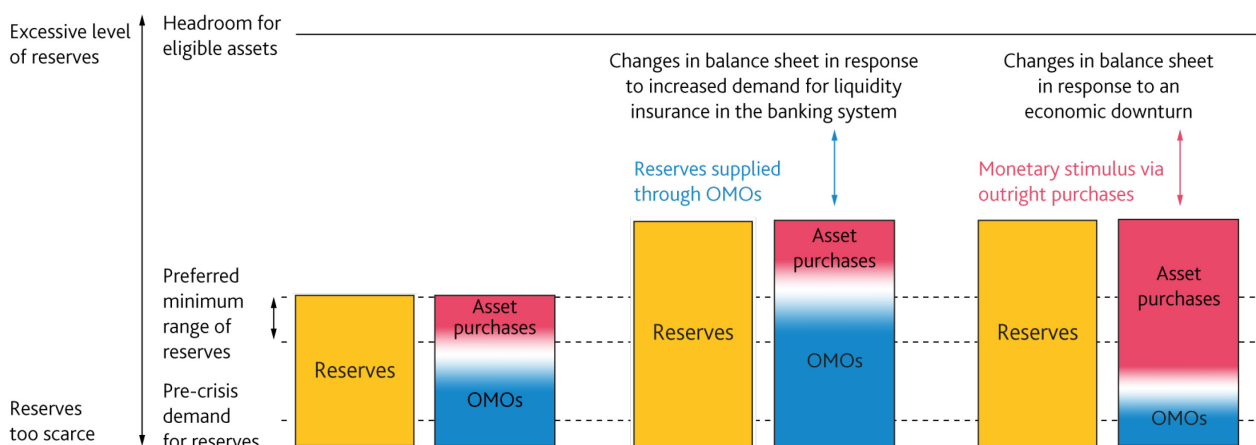 Excessive level
of reserves
Headroom for
eligible assets
Changes in balance sheet in response
to increased demand for liquidity
insurance in the banking system
Changes in balance sheet
in response to an
economic downturn
Reserves supplied
through OMOs
Monetary stimulus via
outright purchases
Preferred
minimum
range of
reserves
Pre-crisis
demand
for reserves
Reserves
too scarce
Reserves
Asset
purchases
OMOs
Reserves
Asset
purchases
OMOs
Reserves
Asset
purchases
OMOs